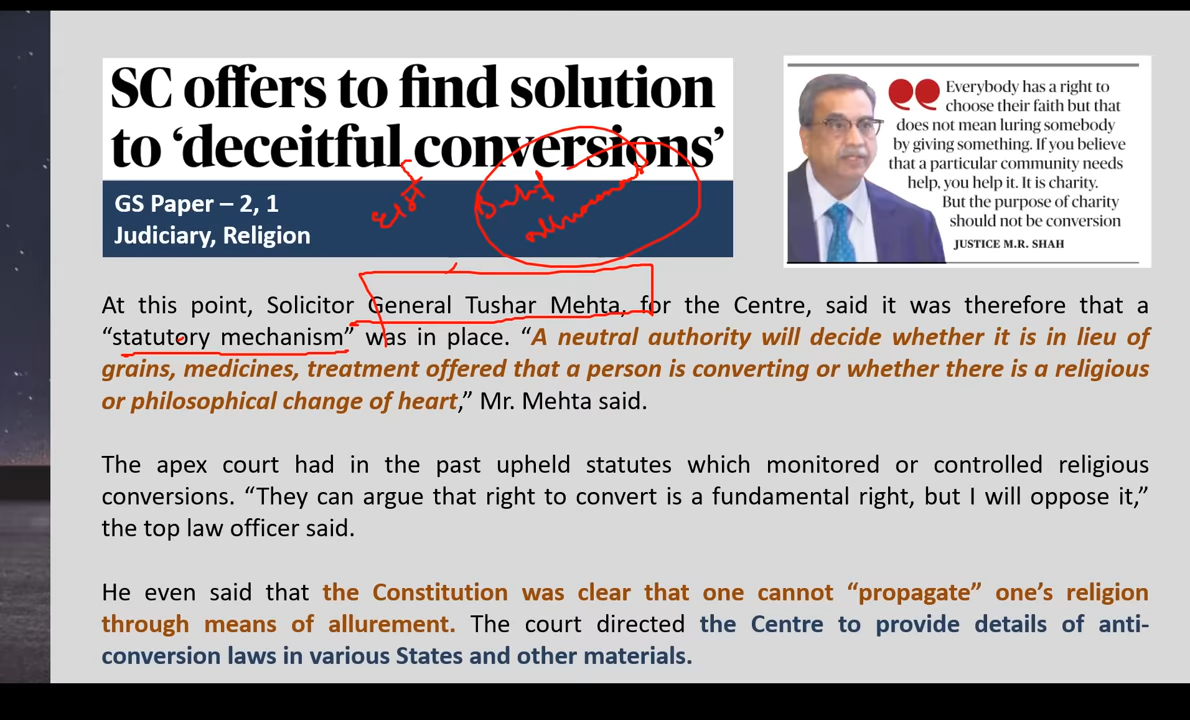 SC offers to find solution
to ‘deceitful conversions’
GS Paper – 2, 1
Judiciary, Religion
Everybody has a right to
choose their faith but that
does not mean luring somebody
by giving something. If you believe
that a particular community needs
help, you help it. It is charity.
But the purpose of charity
should not be conversion
JUSTICE M.R. SHAH
At this point, Solicitor General Tushar Mehta, for the Centre, said it was therefore that a
“statutory mechanism” was in place. “A neutral authority will decide whether it is in lieu of
grains, medicines, treatment offered that a person is converting or whether there is a religious
or philosophical change of heart,” Mr. Mehta said.
The apex court had in the past upheld statutes which monitored or controlled religious
conversions. “They can argue that right to convert is a fundamental right, but I will oppose it,”
the top law officer said.
He even said that the Constitution was clear that one cannot “propagate” one’s religion
through means of allurement. The court directed the Centre to provide details of anti-
conversion laws in various States and other materials.